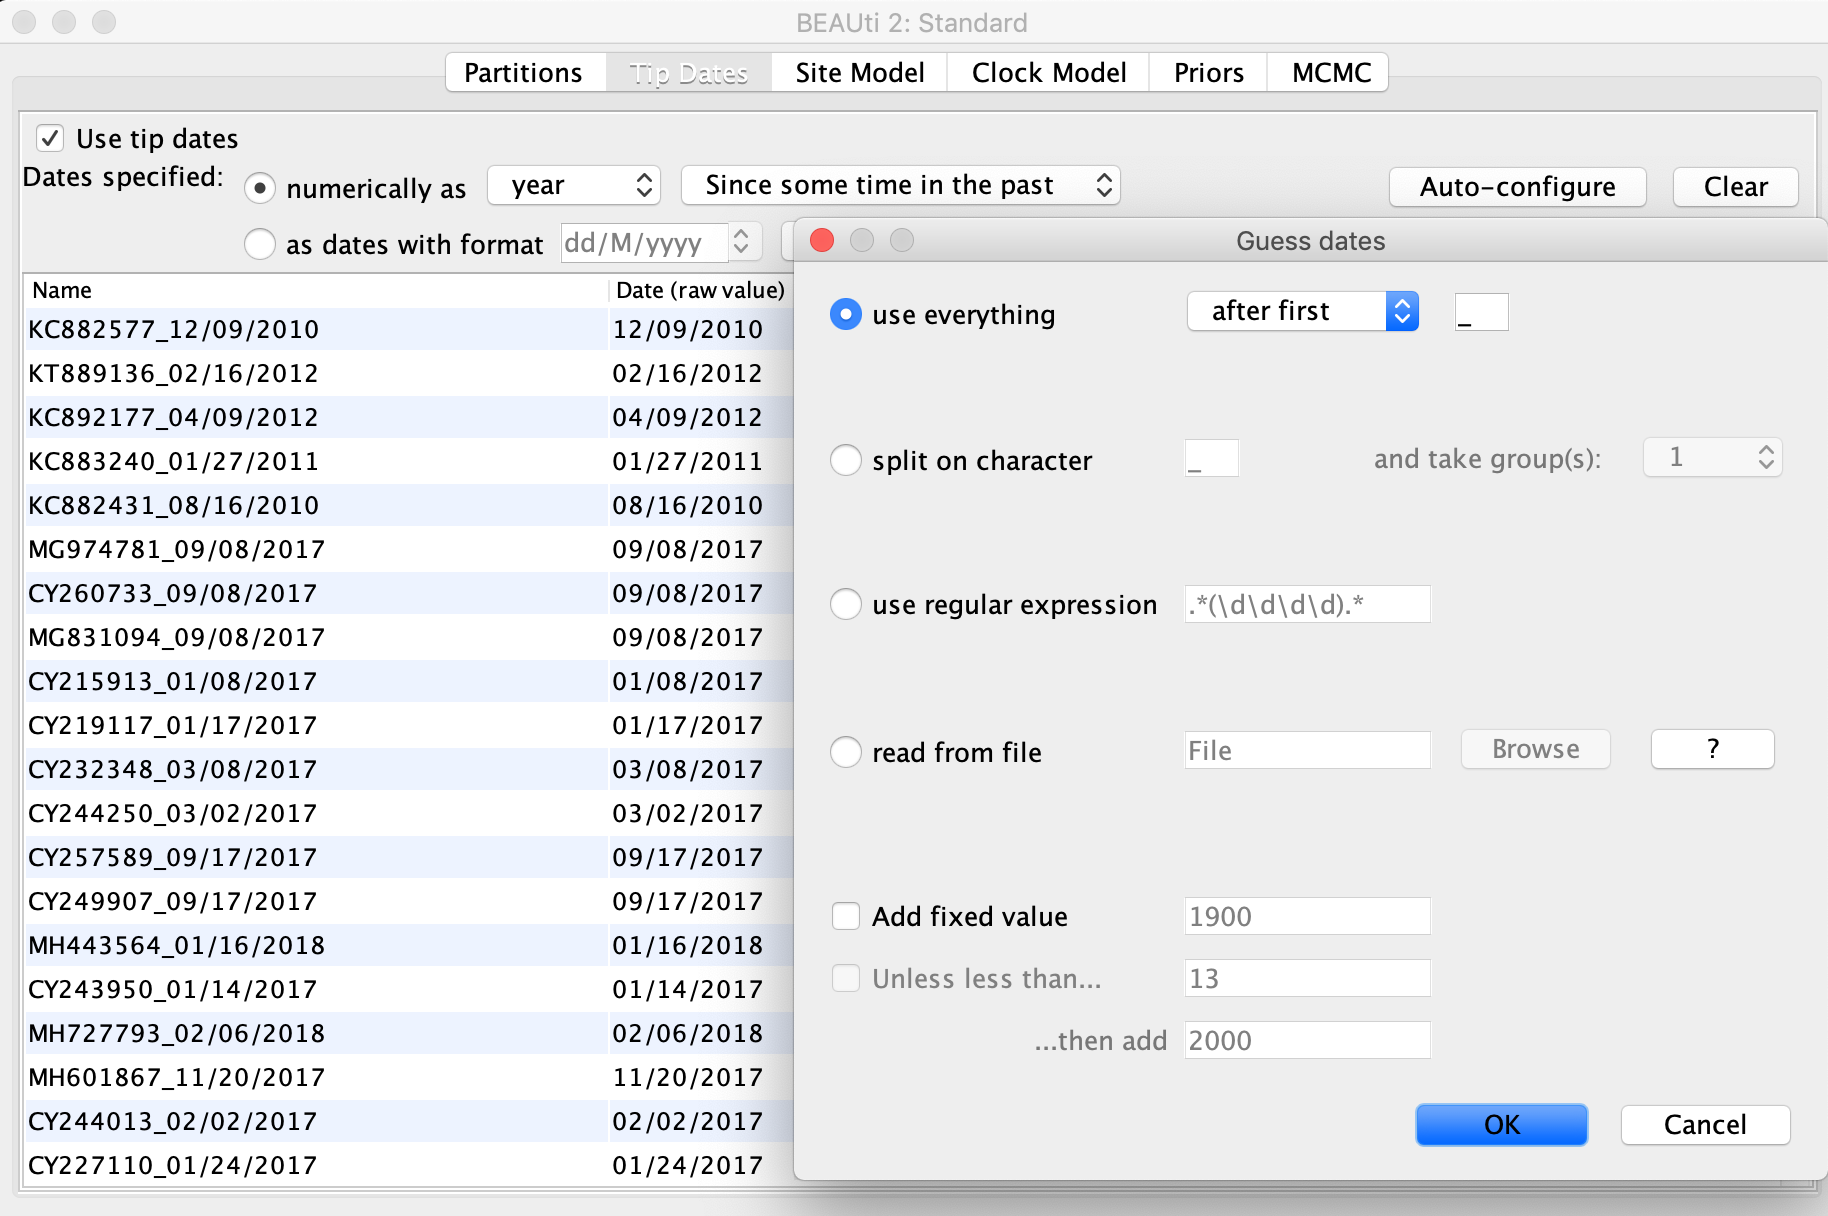 BEAUti 2: Standard
Partitions Tip Dates Site Model Clock Model Priors MCMC
Use tip dates
Dates specified: numerically as year Since some time in the past Auto-configure Clear
as dates with format dd/M/yyyy
Name Date (raw value)
KC882577_12/09/2010 12/09/2010
KT889136_02/16/2012 02/16/2012
KC892177_04/09/2012 04/09/2012
KC883240_01/27/2011 01/27/2011
KC882431_08/16/2010 08/16/2010
MG974781_09/08/2017 09/08/2017
CY260733_09/08/2017 09/08/2017
MG831094_09/08/2017 09/08/2017
CY215913_01/08/2017 01/08/2017
CY219117_01/17/2017 01/17/2017
CY232348_03/08/2017 03/08/2017
CY244250_03/02/2017 03/02/2017
CY257589_09/17/2017 09/17/2017
CY249907_09/17/2017 09/17/2017
MH443564_01/16/2018 01/16/2018
CY243950_01/14/2017 01/14/2017
MH727793_02/06/2018 02/06/2018
MH601867_11/20/2017 11/20/2017
CY244013_02/02/2017 02/02/2017
CY227110_01/24/2017 01/24/2017
Guess dates
use everything after first _
split on character _ and take group(s): 1
use regular expression .*(\d\d\d\d).*
read from file File Browse ?
Add fixed value 1900
Unless less than... 13
...then add 2000
OK Cancel